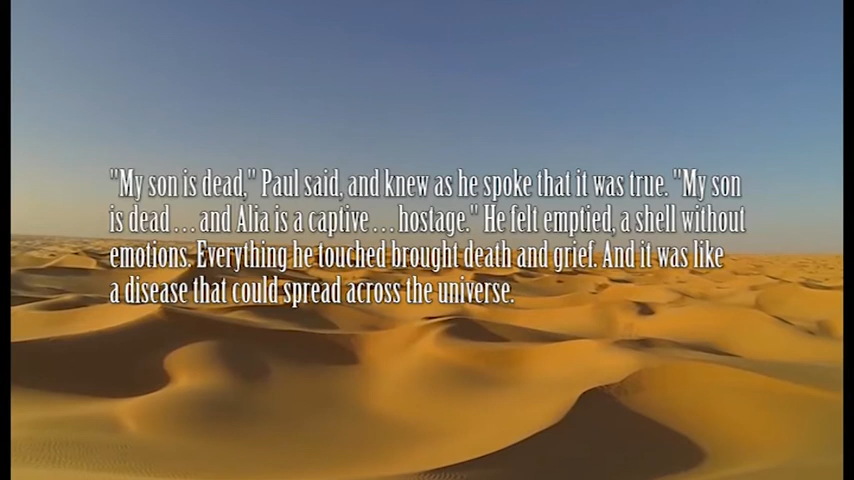 "My son is dead," Paul said, and knew as he spoke that it was true. "My son
is dead . . . and Alia is a captive . . . hostage." He felt emptied, a shell without
emotions. Everything he touched brought death and grief. And it was like
a disease that could spread across the universe.